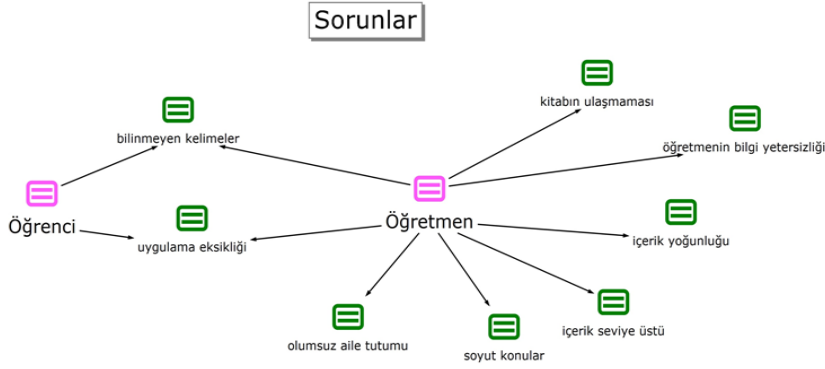 Sorunlar
kitabın ulaşmaması
bilinmeyen kelimeler
öğretmenin bilgi yetersizliği
Öğrenci
Öğretmen
uygulama eksikliği
içerik yoğunluğu
olumsuz aile tutumu
soyut konular
içerik seviye üstü